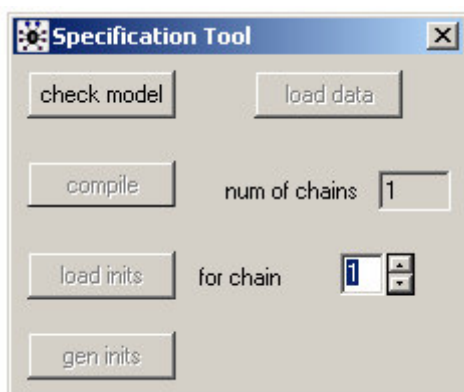 Specification Tool
check model load data
compile num of chains 1
load inits for chain 1
gen inits